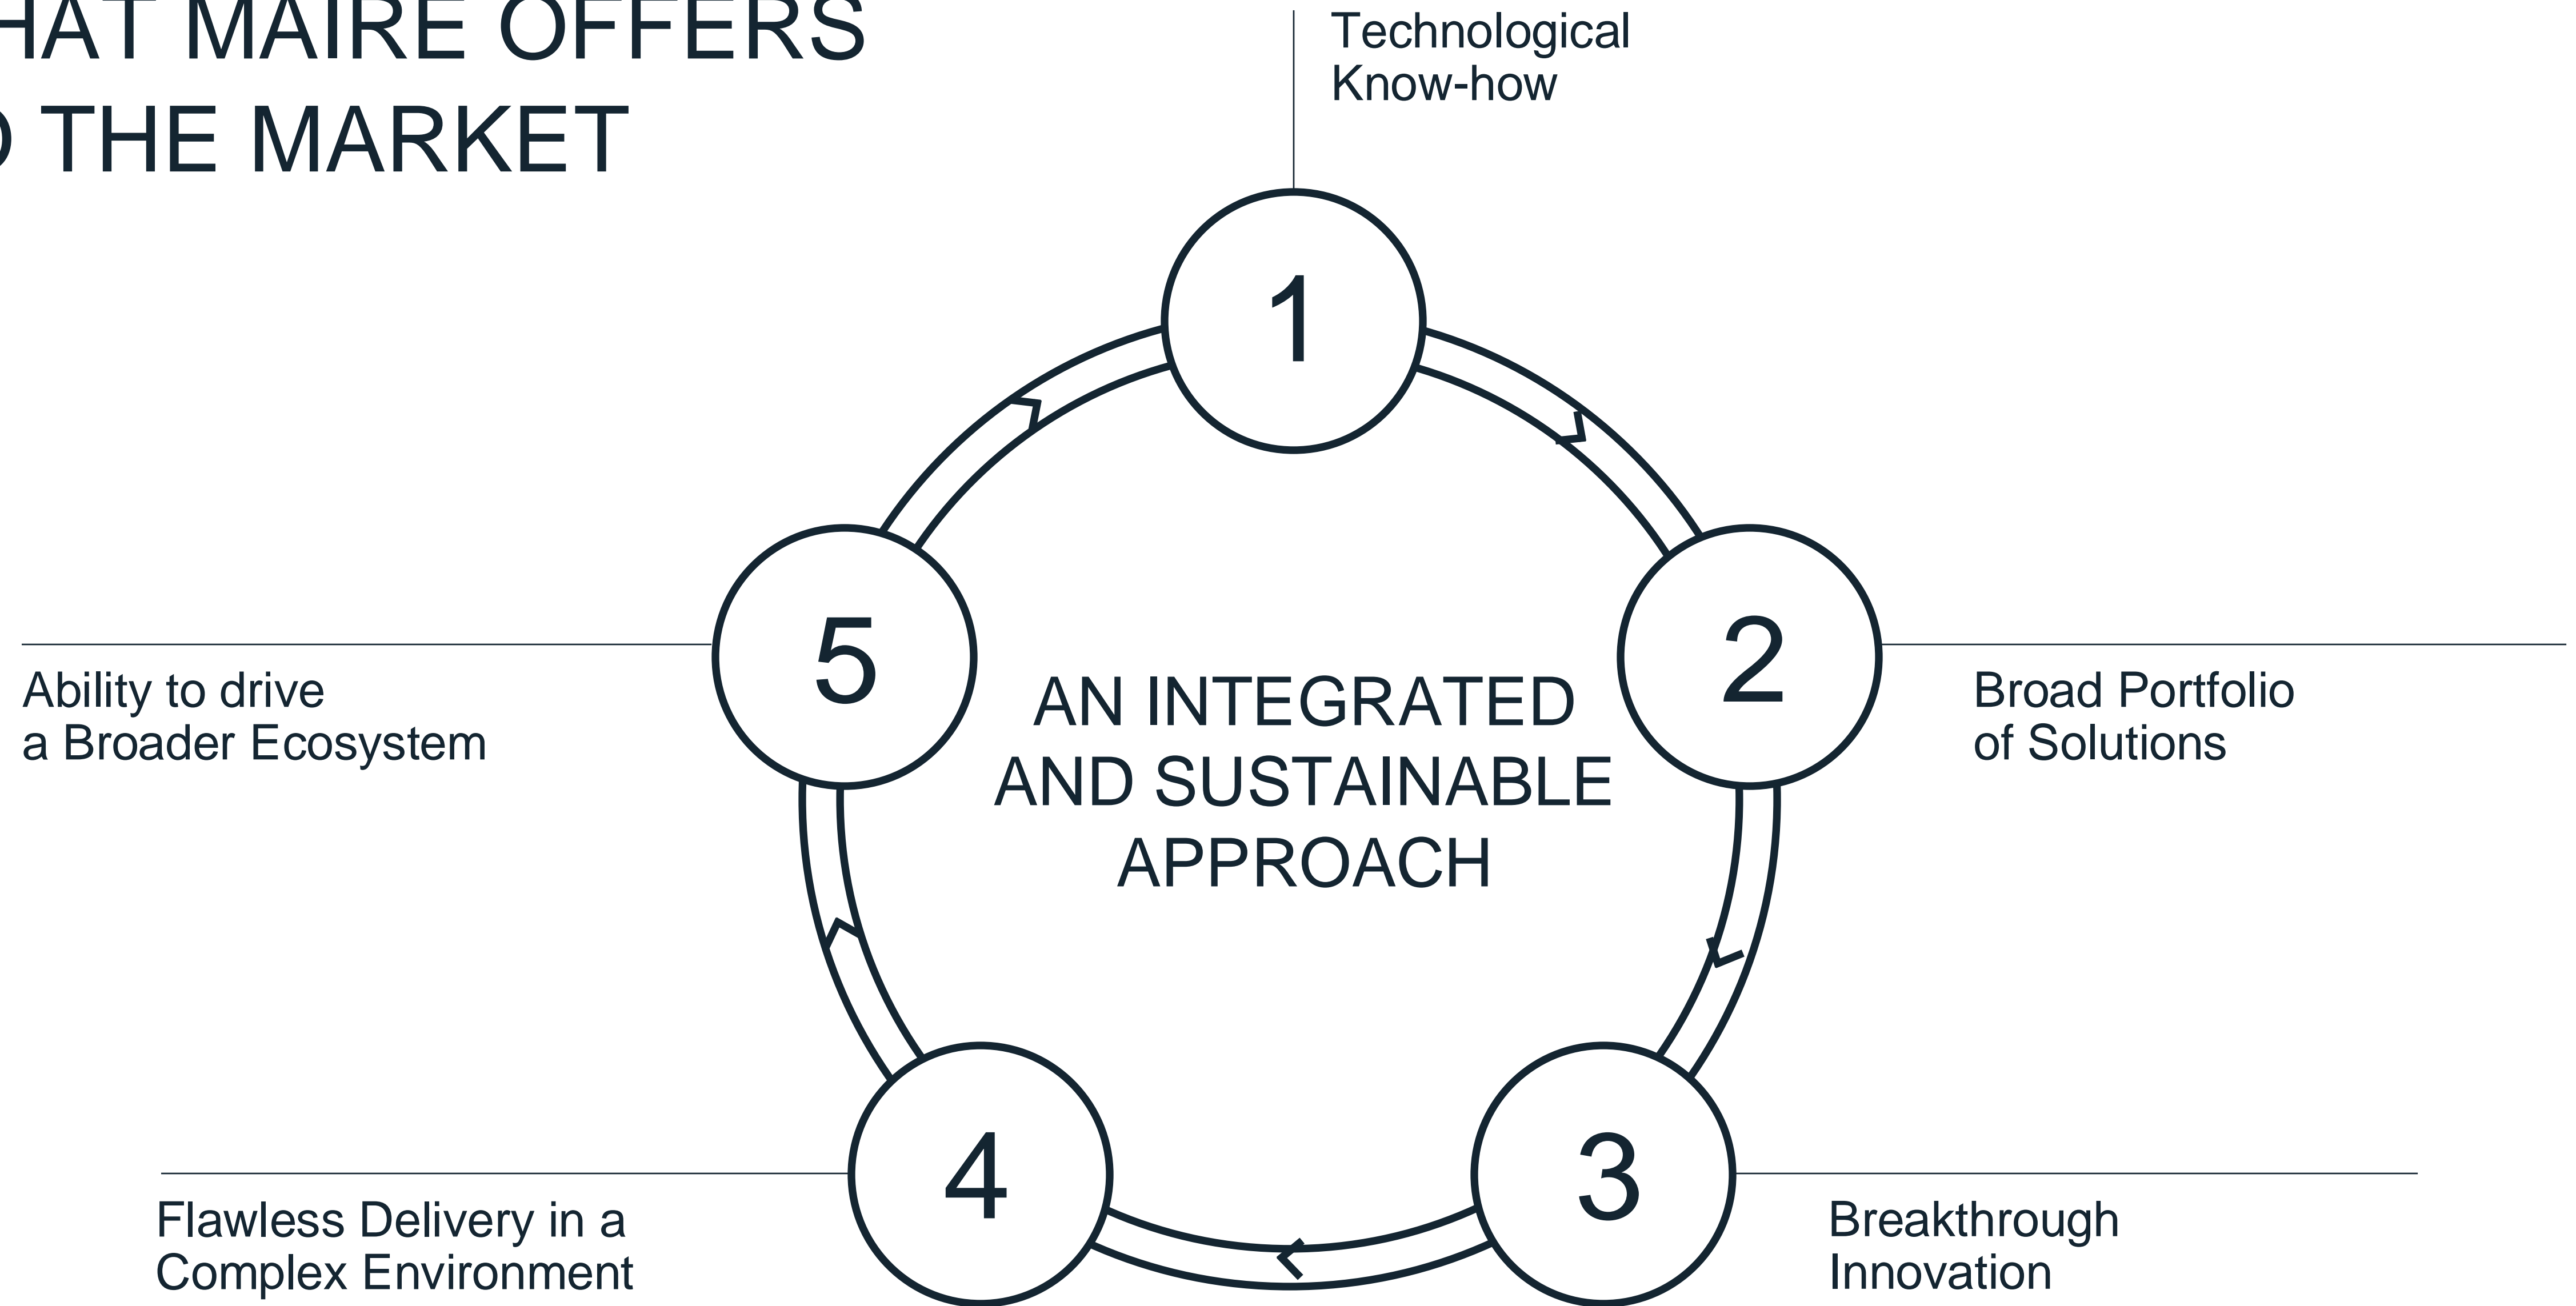 HAT MAIRE OFFERS
THE MARKET
Technological
Know-how
1
5
2
AN INTEGRATED
AND SUSTAINABLE
APPROACH
Ability to drive
a Broader Ecosystem
Broad Portfolio
of Solutions
4
3
Flawless Delivery in a
Complex Environment
Breakthrough
Innovation